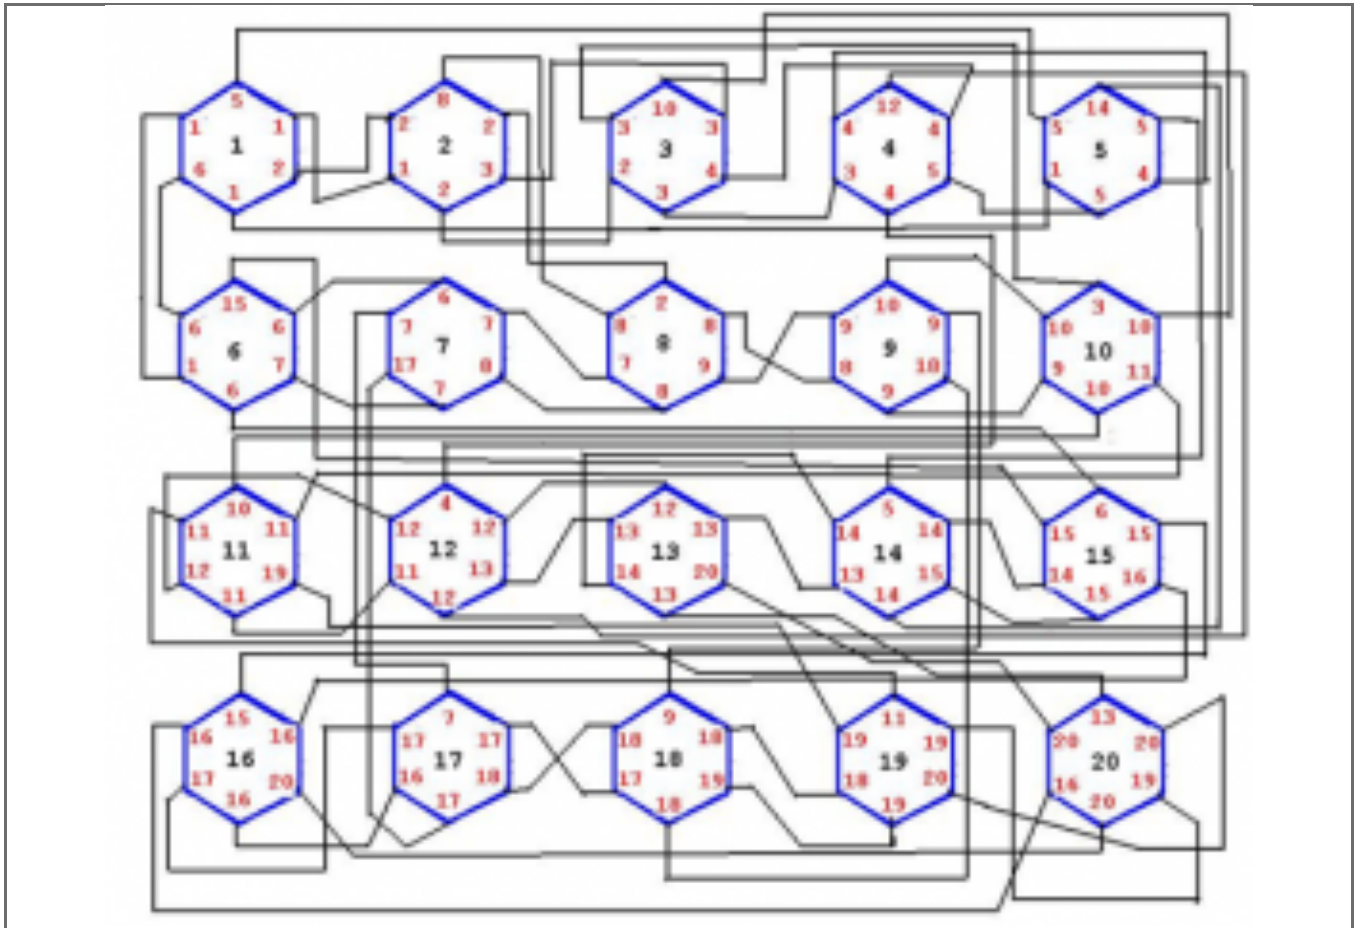 5 8 10 12 14
1 1 2 2 3 3 4 4 5 5
1 2 3 4 5
6 2 1 3 2 4 3 5 1 4
1 2 3 4 5
15 6 2 10 3
6 6 7 7 8 8 9 9 10 10
6 7 8 9 10
1 7 17 8 7 9 8 18 9 11
6 7 8 9 10
10 4 12 5 6
11 11 12 12 13 13 14 14 15 15
11 12 13 14 15
12 19 11 13 14 20 13 15 14 16
11 12 13 14 15
15 7 9 11 13
16 16 17 17 18 18 19 19 20 20
16 17 18 19 20
17 20 16 18 17 19 18 20 16 19
16 17 18 19 20